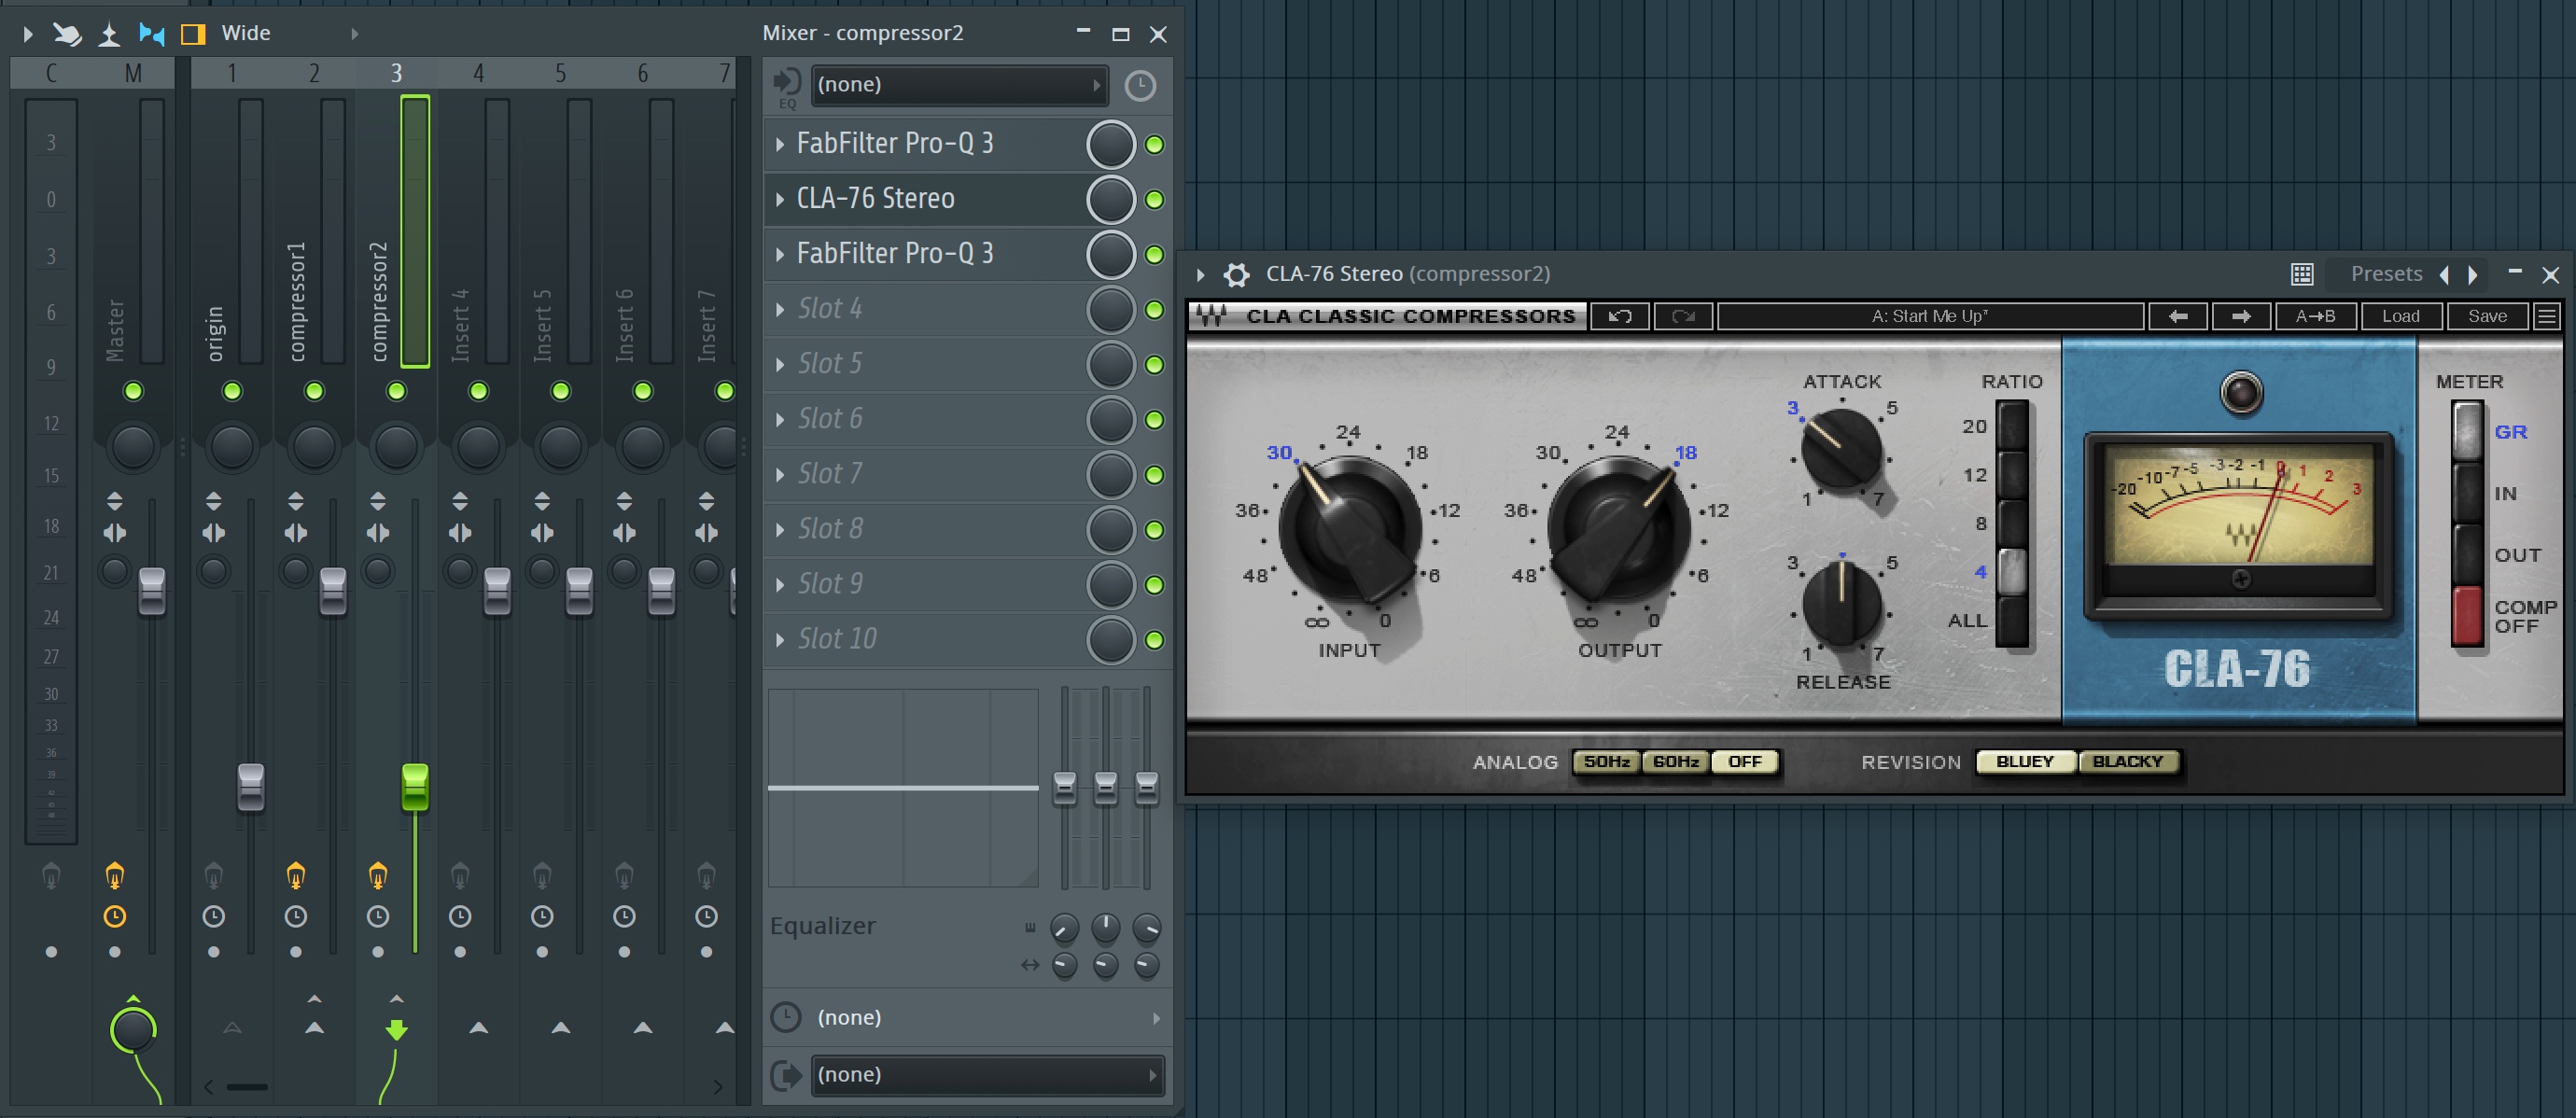 Wide
Mixer - compressor2
C M 1 2 3 4 5 6 7
3
0
3
6
9
12
15
18
21
24
27
30
33
36
39
Master
origin
compressor1
compressor2
Insert 4
Insert 5
Insert 6
Insert 7
EQ
(none)
FabFilter Pro-Q 3
CLA-76 Stereo
FabFilter Pro-Q 3
Slot 4
Slot 5
Slot 6
Slot 7
Slot 8
Slot 9
Slot 10
Equalizer
(none)
(none)
CLA-76 Stereo (compressor2)
Presets
CLA CLASSIC COMPRESSORS
A: Start Me Up*
A→B
Load
Save
30 24 18
36 12
48 6
∞ 0
INPUT
30 24 18
36 12
48 6
∞ 0
OUTPUT
ATTACK
3 5
1 7
3 5
1 7
RELEASE
RATIO
20
12
8
4
ALL
-20 -10 -7 -5 -3 -2 -1 0 1 2 3
CLA-76
METER
GR
IN
OUT
COMP
OFF
ANALOG 50Hz 60Hz OFF
REVISION BLUEY BLACKY